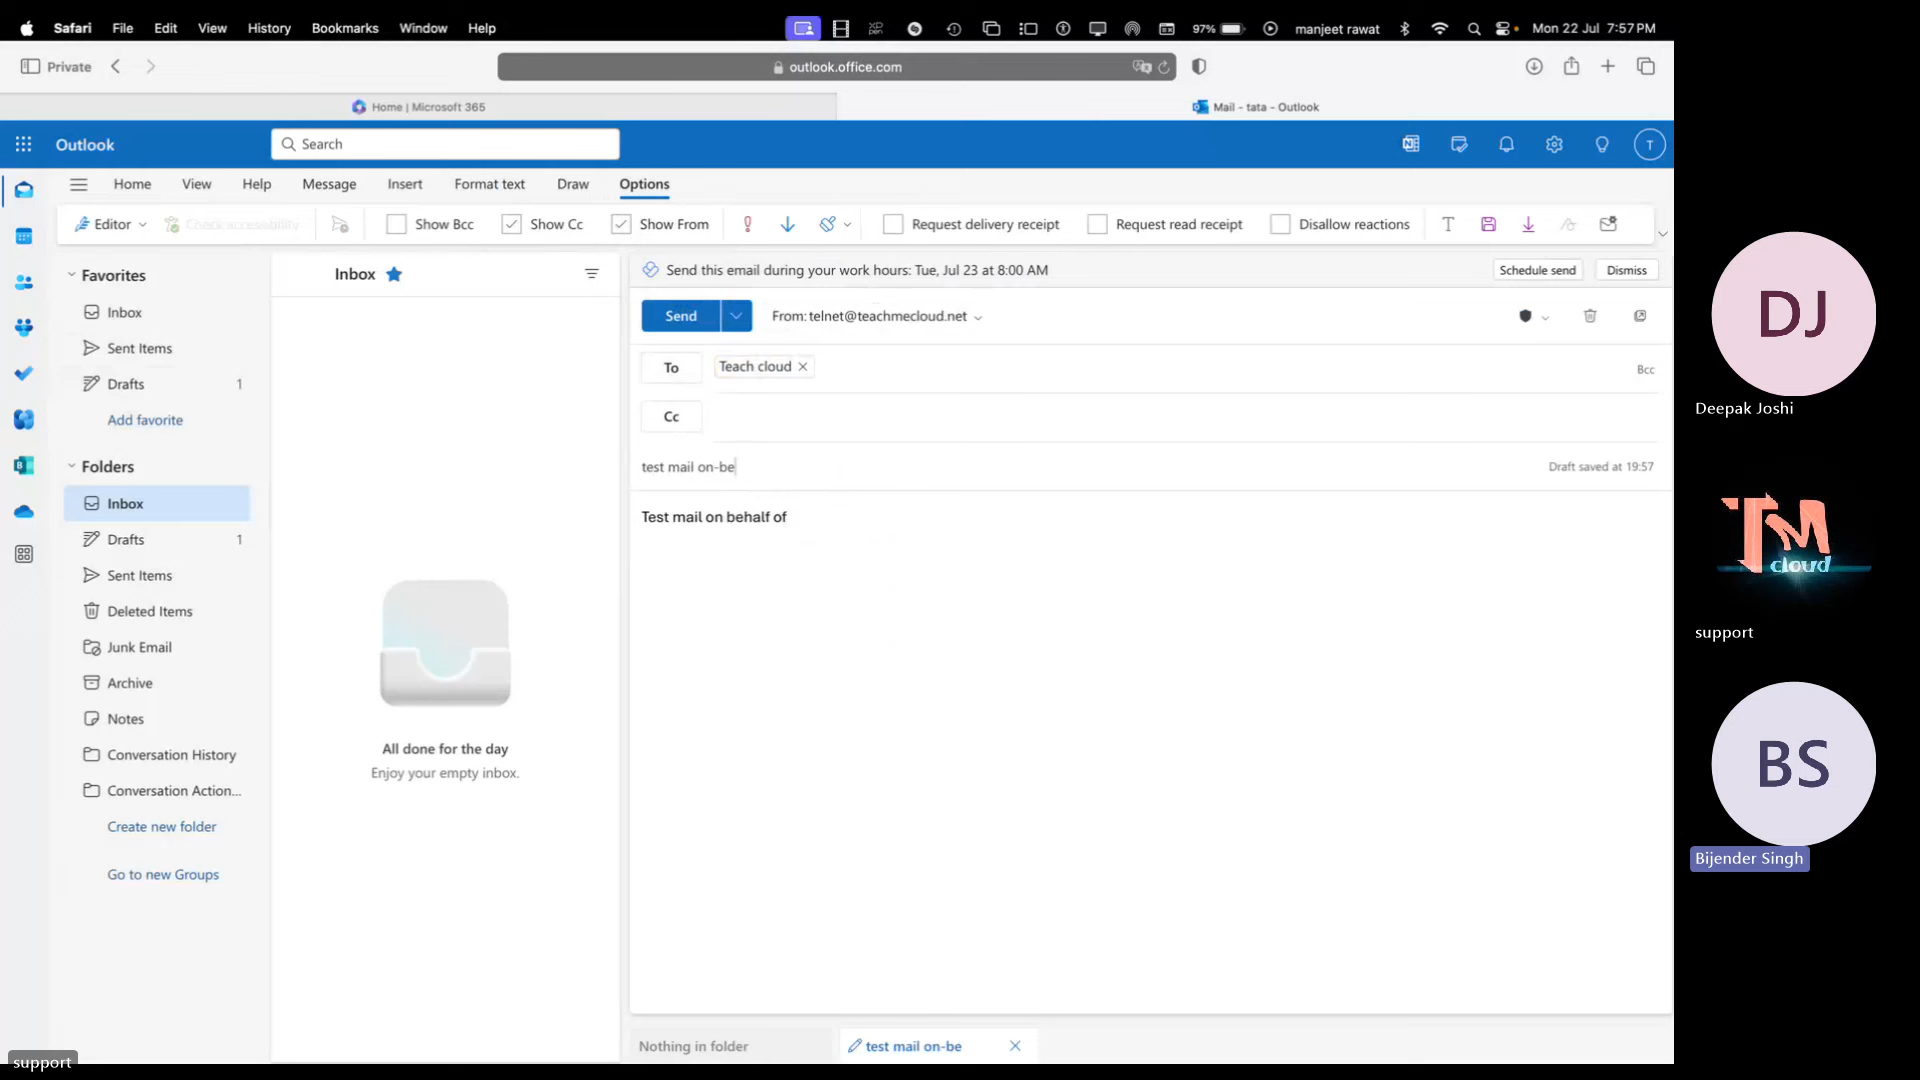 Safari File Edit View History Bookmarks Window Help
97% manjeet rawat Mon 22 Jul 7:57 PM
Private outlook.office.com
Home | Microsoft 365
Mail - tata - Outlook
Outlook Search T
Home View Help Message Insert Format text Draw Options
Editor Check accessibility Show Bcc Show Cc Show From Request delivery receipt Request read receipt Disallow reactions
Favorites
Inbox
Sent Items
Drafts 1
Add favorite
Folders
Inbox
Drafts 1
Sent Items
Deleted Items
Junk Email
Archive
Notes
Conversation History
Conversation Action...
Create new folder
Go to new Groups
Inbox
All done for the day
Enjoy your empty inbox.
Send this email during your work hours: Tue, Jul 23 at 8:00 AM Schedule send Dismiss
Send From: telnet@teachmecloud.net
To Teach cloud Bcc
Cc
test mail on-be Draft saved at 19:57
Test mail on behalf of
Nothing in folder test mail on-be
DJ
Deepak Joshi
TM
cloud
support
BS
Bijender Singh
support